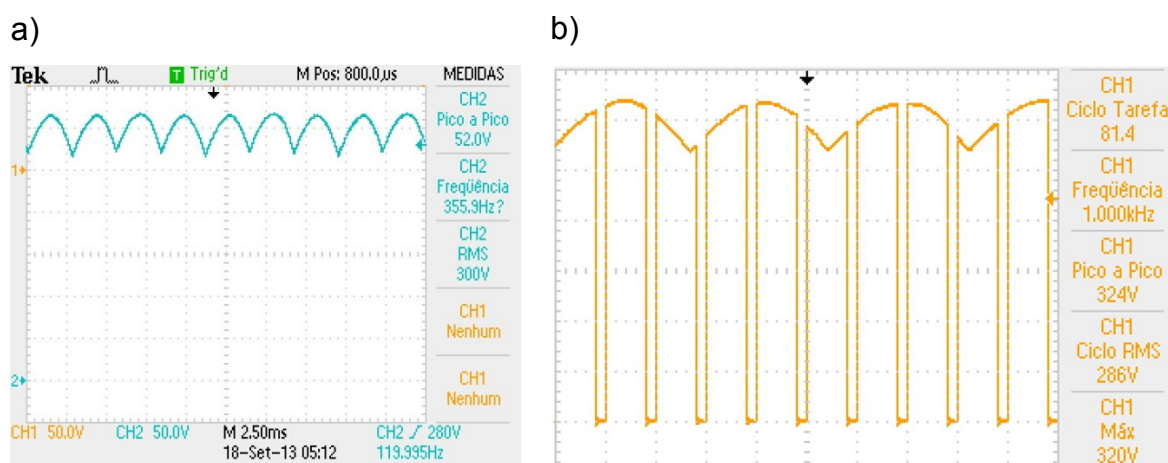 a)
b)
Tek
T Trig'd
M Pos: 800.0us
MEDIDAS
CH2
Pico a Pico
52.0V
CH2
Freqüência
355.9Hz?
CH2
RMS
300V
CH1
Nenhum
CH1
Nenhum
1
2
CH1 50.0V
CH2 50.0V
M 2.50ms
CH2 280V
18-Set-13 05:12
119.995Hz
CH1
Ciclo Tarefa
81.4
CH1
Freqüência
1.000kHz
CH1
Pico a Pico
324V
CH1
Ciclo RMS
286V
CH1
Máx
320V